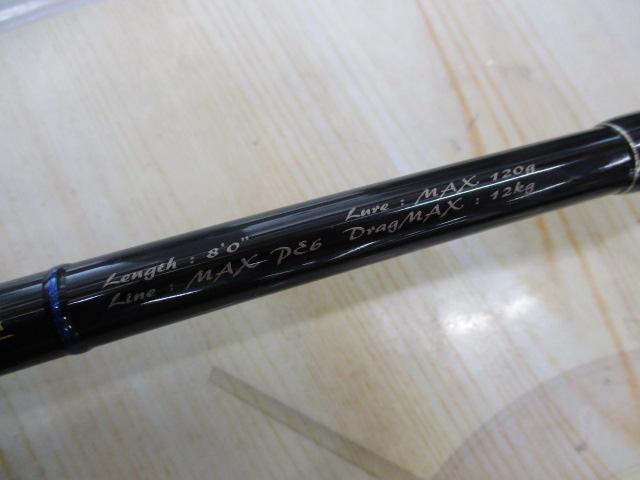 Length : 8'0" Lure : MAX 120g
Line : MAX PE6 DragMAX : 12kg